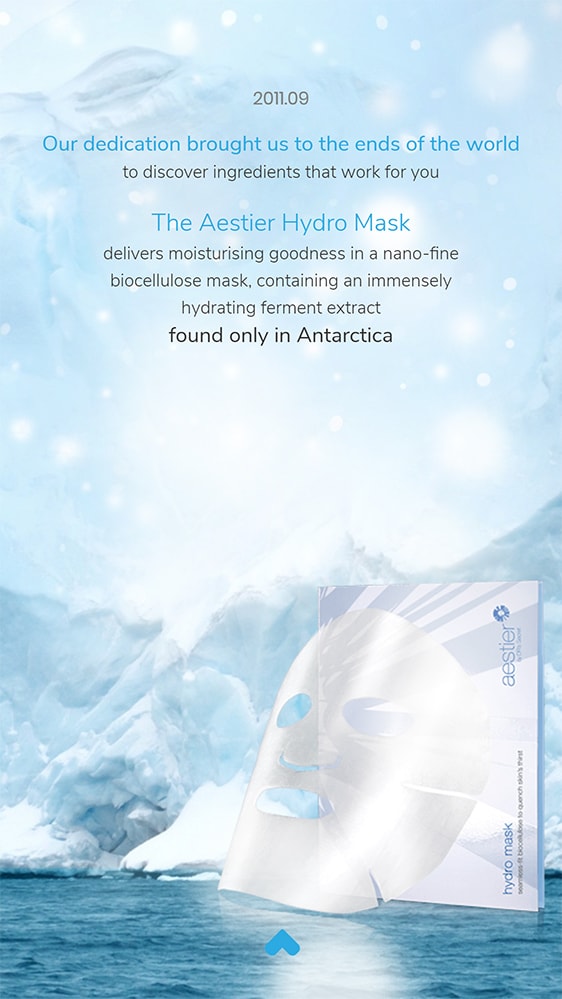 2011.09
Our dedication brought us to the ends of the world
to discover ingredients that work for you
The Aestier Hydro Mask
delivers moisturising goodness in a nano-fine
biocellulose mask, containing an immensely
hydrating ferment extract
found only in Antarctica
aestier
hydro mask
seamless-fit biocellulose to quench skin's thirst